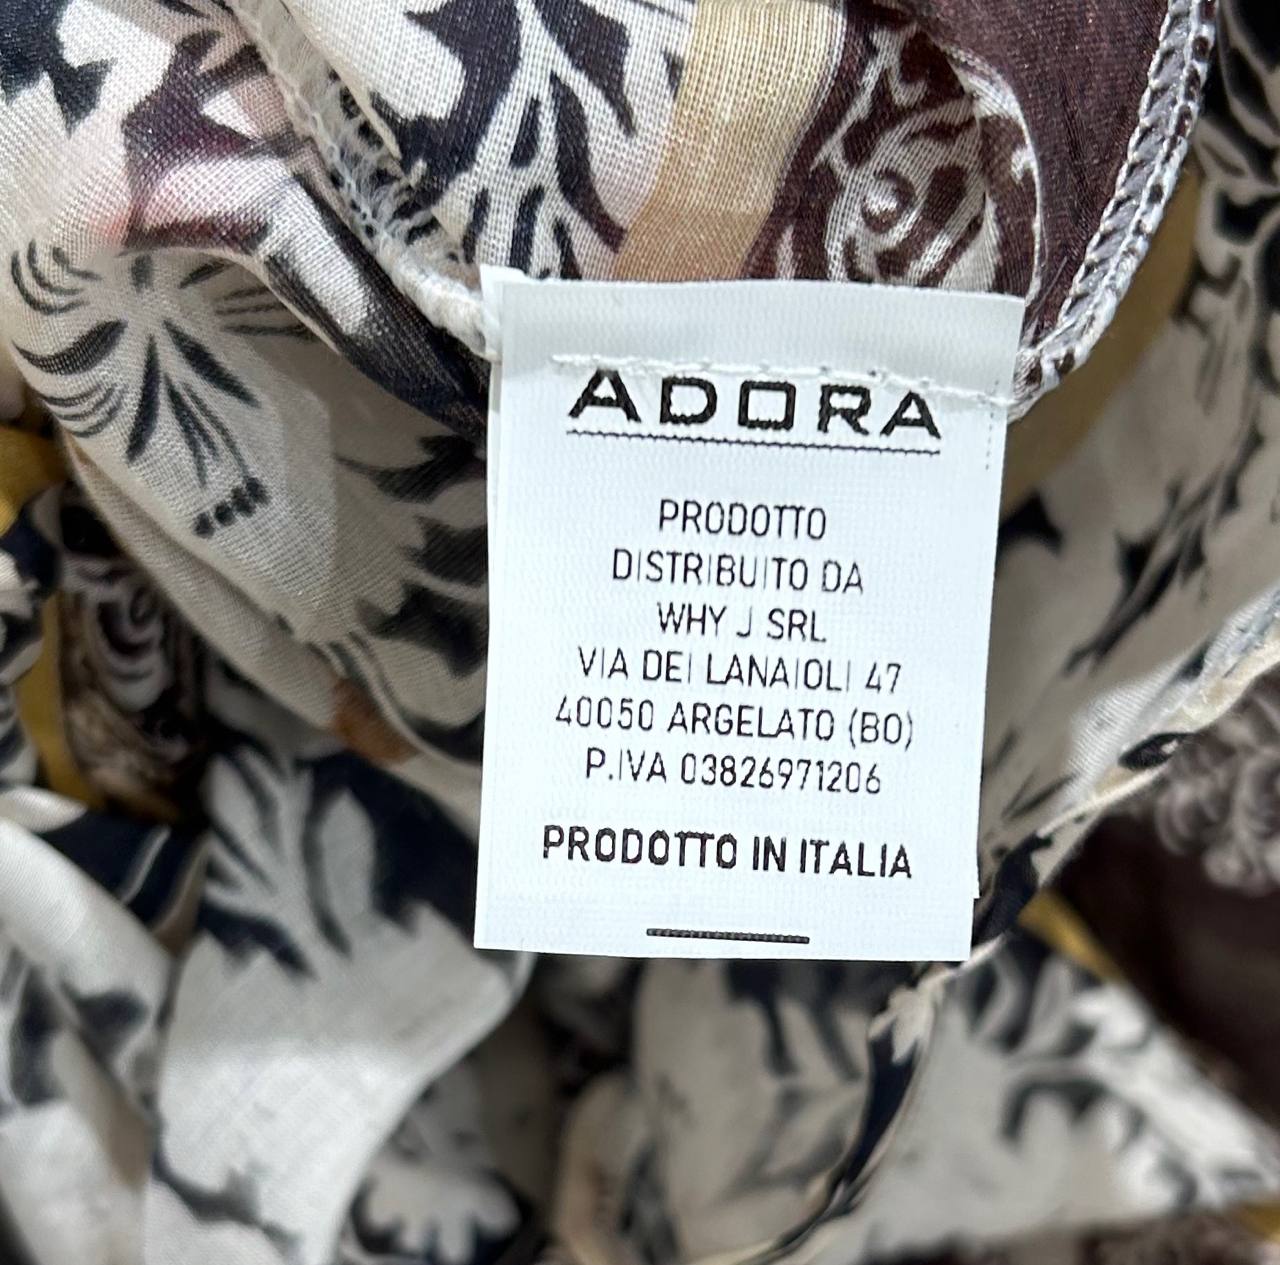 ADORA
PRODOTTO
DISTRIBUITO DA
WHY J SRL
VIA DEI LANAIOLI 47
40050 ARGELATO (BO)
P.IVA 03826971206
PRODOTTO IN ITALIA